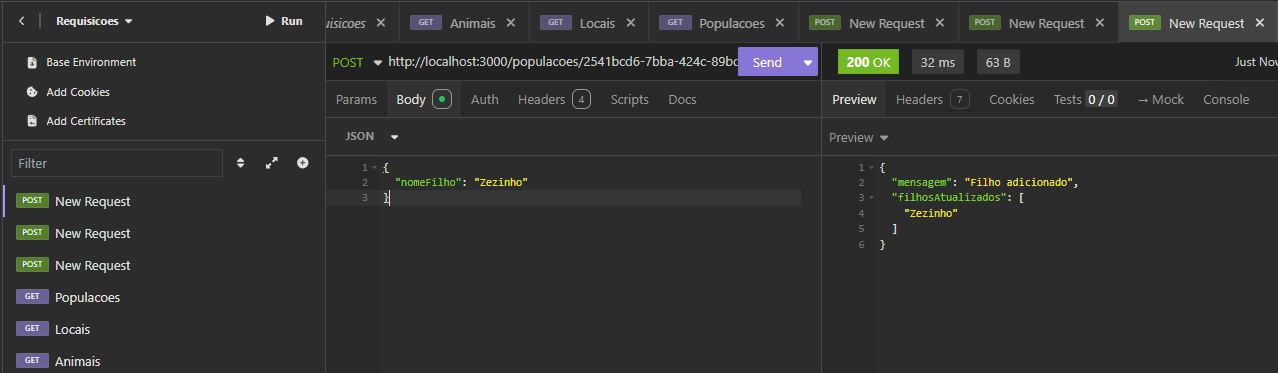 Requisicoes
Run
Base Environment
Add Cookies
Add Certificates
Filter
POST New Request
POST New Request
POST New Request
GET Populacoes
GET Locais
GET Animais
uisicoes
GET Animais
GET Locais
GET Populacoes
POST New Request
POST New Request
POST New Request
POST http://localhost:3000/populacoes/2541bcd6-7bba-424c-89bc
Send
Params Body Auth Headers 4 Scripts Docs
JSON
1 {
2 "nomeFilho": "Zezinho"
3 }
200 OK 32 ms 63 B Just Now
Preview Headers 7 Cookies Tests 0 / 0 → Mock Console
Preview
1 {
2 "mensagem": "Filho adicionado",
3 "filhosAtualizados": [
4 "Zezinho"
5 ]
6 }